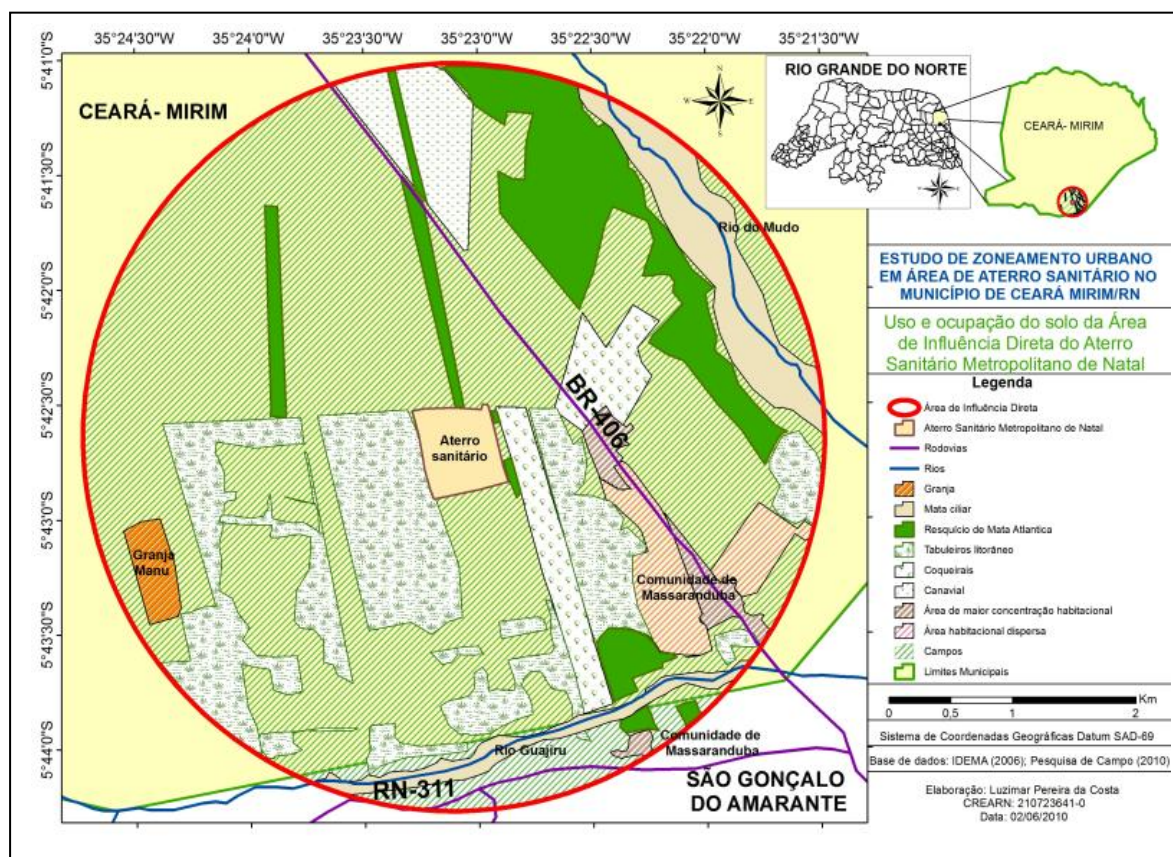 35°24'30"W 35°24'0"W 35°23'30"W 35°23'0"W 35°22'30"W 35°22'0"W 35°21'30"W
5°41'0"S
5°41'30"S
5°42'0"S
5°42'30"S
5°43'0"S
5°43'30"S
5°44'0"S
CEARÁ- MIRIM
N
W E
S
Rio do Mudo
BR-406
Aterro
sanitário
Granja
Manu
Comunidade de
Massaranduba
Rio Guajiru
Comunidade de
Massaranduba
RN-311
SÃO GONÇALO
DO AMARANTE
RIO GRANDE DO NORTE
N
W E
S
CEARÁ- MIRIM
ESTUDO DE ZONEAMENTO URBANO
EM ÁREA DE ATERRO SANITÁRIO NO
MUNICÍPIO DE CEARÁ MIRIM/RN
Uso e ocupação do solo da Área
de Influência Direta do Aterro
Sanitário Metropolitano de Natal
Legenda
Área de Influência Direta
Aterro Sanitário Metropolitano de Natal
Rodovias
Rios
Granja
Mata ciliar
Resquício de Mata Atlantica
Tabuleiros litorâneo
Coqueirais
Canavial
Área de maior concentração habitacional
Área habitacional dispersa
Campos
Limites Municipais
Km
0 0,5 1 2
Sistema de Coordenadas Geográficas Datum SAD-69
Base de dados: IDEMA (2006); Pesquisa de Campo (2010)
Elaboração: Luzimar Pereira da Costa
CREARN: 210723641-0
Data: 02/06/2010